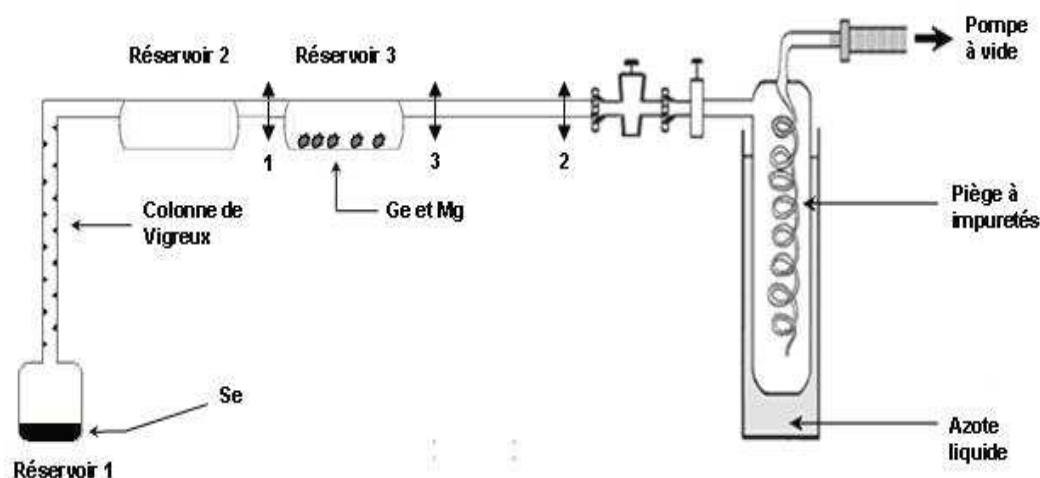 Pompe
à vide
Réservoir 2
Réservoir 3
1
3
2
Colonne de
Vigreux
Ge et Mg
Piège à
impuretés
Se
Azote
liquide
Réservoir 1